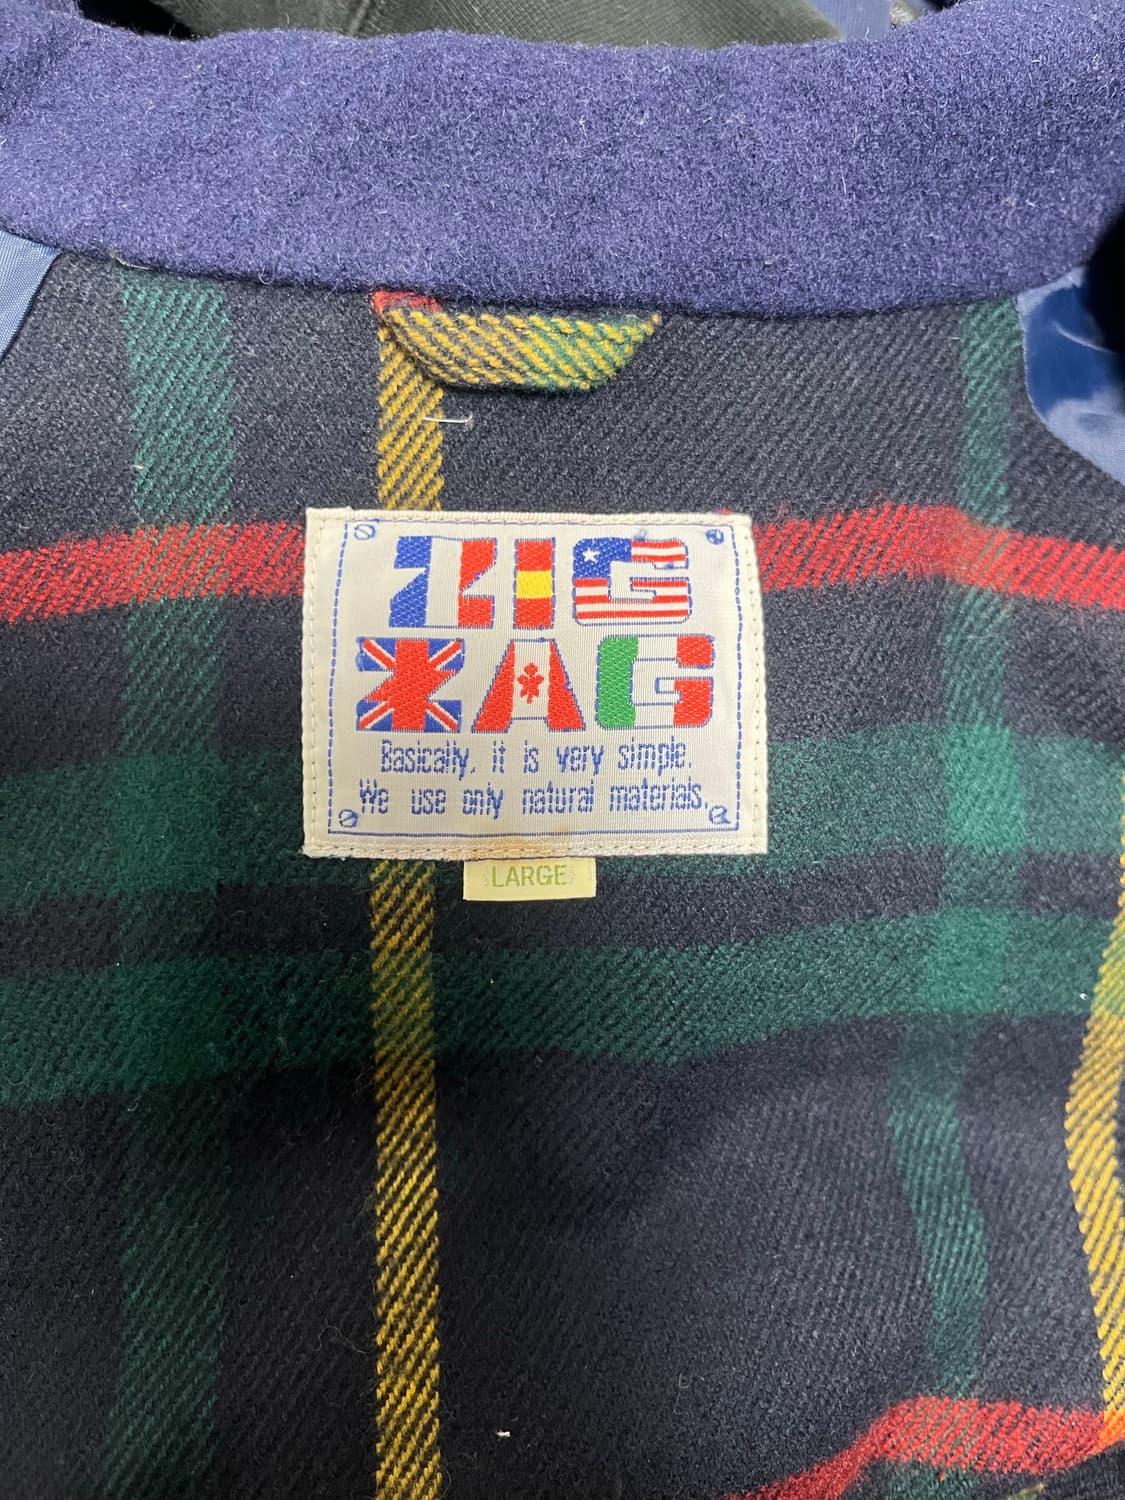 ZIG
ZAG
Basically, it is very simple.
We use only natural materials.
LARGE